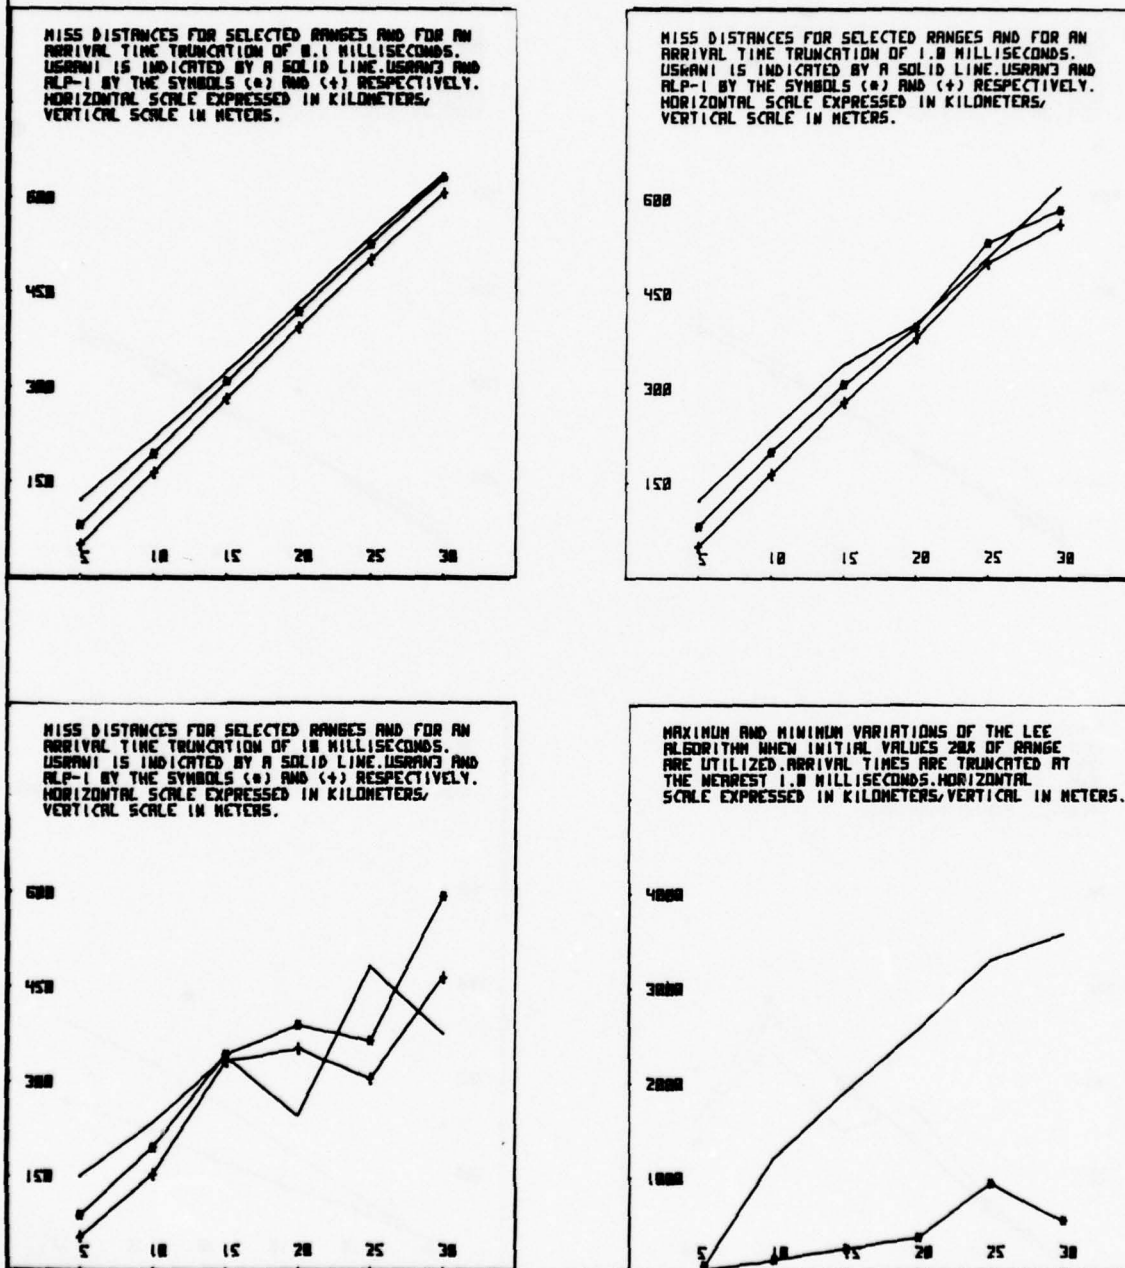 MISS DISTANCES FOR SELECTED RANGES AND FOR AN
ARRIVAL TIME TRUNCATION OF 0.1 MILLISECONDS.
USRAN1 IS INDICATED BY A SOLID LINE.USRAN3 AND
ALP-1 BY THE SYMBOLS (*) AND (+) RESPECTIVELY.
HORIZONTAL SCALE EXPRESSED IN KILOMETERS/
VERTICAL SCALE IN METERS.
600
450
300
150
5 10 15 20 25 30
MISS DISTANCES FOR SELECTED RANGES AND FOR AN
ARRIVAL TIME TRUNCATION OF 1.0 MILLISECONDS.
USRAN1 IS INDICATED BY A SOLID LINE.USRAN3 AND
ALP-1 BY THE SYMBOLS (*) AND (+) RESPECTIVELY.
HORIZONTAL SCALE EXPRESSED IN KILOMETERS/
VERTICAL SCALE IN METERS.
600
450
300
150
5 10 15 20 25 30
MISS DISTANCES FOR SELECTED RANGES AND FOR AN
ARRIVAL TIME TRUNCATION OF 10 MILLISECONDS.
USRAN1 IS INDICATED BY A SOLID LINE.USRAN3 AND
ALP-1 BY THE SYMBOLS (*) AND (+) RESPECTIVELY.
HORIZONTAL SCALE EXPRESSED IN KILOMETERS/
VERTICAL SCALE IN METERS.
600
450
300
150
5 10 15 20 25 30
MAXIMUM AND MINIMUM VARIATIONS OF THE LEE
ALGORITHM WHEN INITIAL VALUES 20% OF RANGE
ARE UTILIZED.ARRIVAL TIMES ARE TRUNCATED AT
THE NEAREST 1.0 MILLISECONDS.HORIZONTAL
SCALE EXPRESSED IN KILOMETERS/VERTICAL IN METERS.
4000
3000
2000
1000
5 10 15 20 25 30